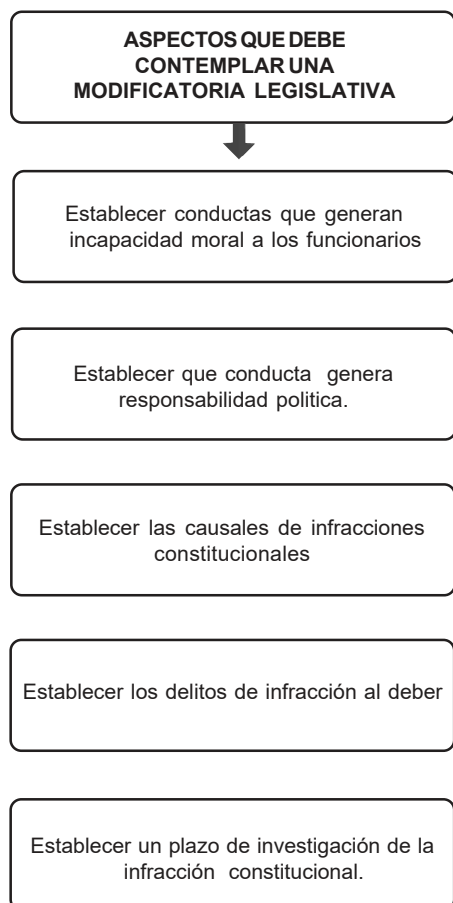 ASPECTOS QUE DEBE
CONTEMPLAR UNA
MODIFICATORIA LEGISLATIVA
Establecer conductas que generan
incapacidad moral a los funcionarios
Establecer que conducta genera
responsabilidad politica.
Establecer las causales de infracciones
constitucionales
Establecer los delitos de infracción al deber
Establecer un plazo de investigación de la
infracción constitucional.